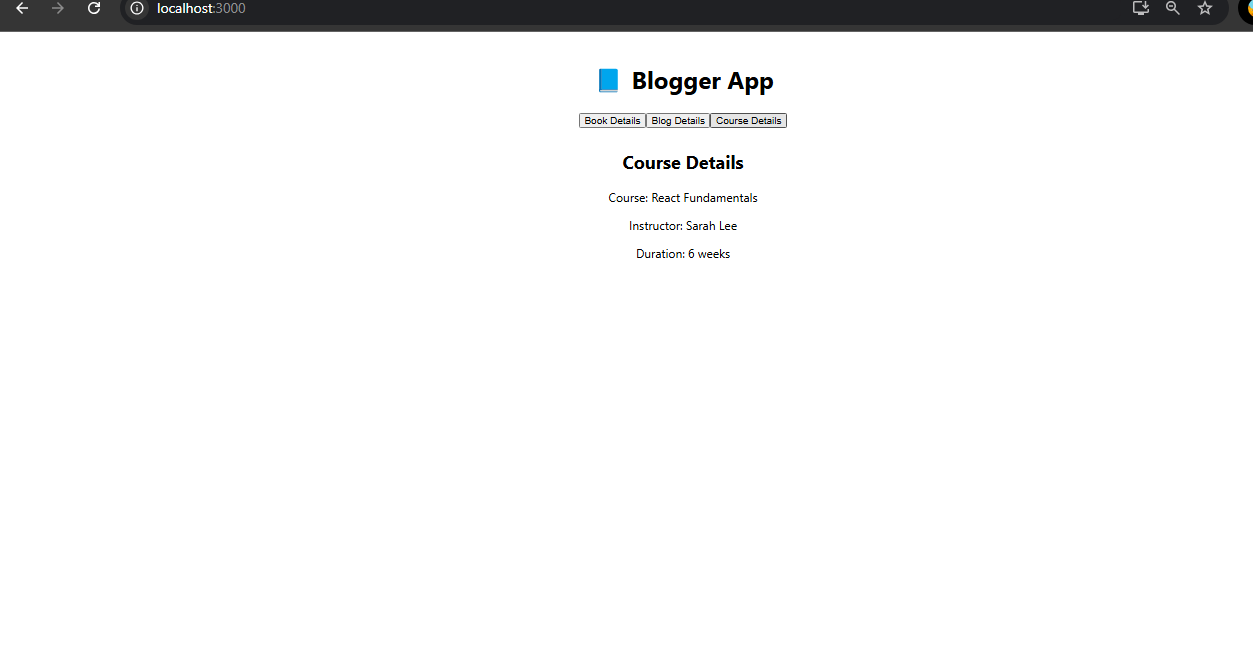 localhost:3000
📘 Blogger App
Book Details Blog Details Course Details
Course Details
Course: React Fundamentals
Instructor: Sarah Lee
Duration: 6 weeks